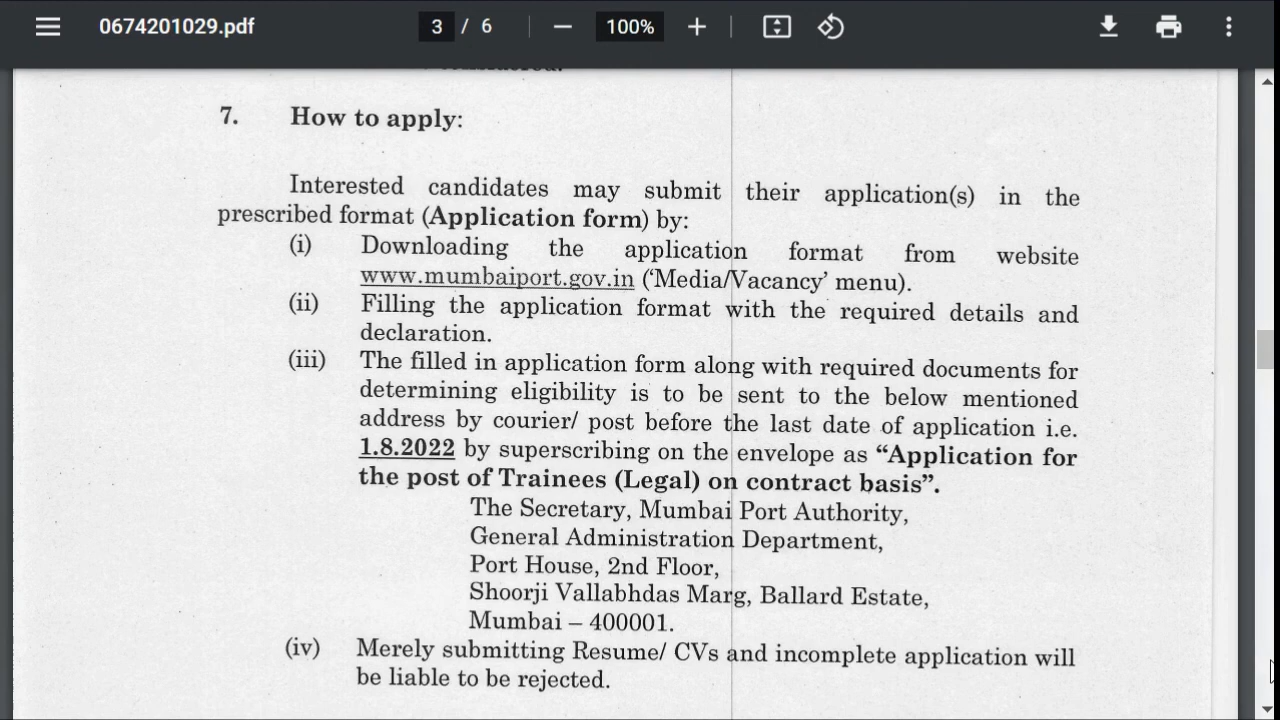 0674201029.pdf
3 / 6
100%
considered.
7. How to apply:
Interested candidates may submit their application(s) in the
prescribed format (Application form) by:
(i) Downloading the application format from website
www.mumbaiport.gov.in (‘Media/Vacancy’ menu).
(ii) Filling the application format with the required details and
declaration.
(iii) The filled in application form along with required documents for
determining eligibility is to be sent to the below mentioned
address by courier/ post before the last date of application i.e.
1.8.2022 by superscribing on the envelope as “Application for
the post of Trainees (Legal) on contract basis”.
The Secretary, Mumbai Port Authority,
General Administration Department,
Port House, 2nd Floor,
Shoorji Vallabhdas Marg, Ballard Estate,
Mumbai – 400001.
(iv) Merely submitting Resume/ CVs and incomplete application will
be liable to be rejected.